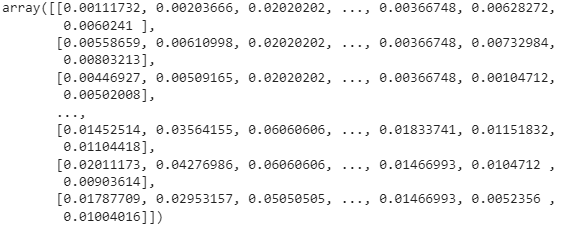 array([[0.00111732, 0.00203666, 0.02020202, ..., 0.00366748, 0.00628272,
0.0060241 ],
[0.00558659, 0.00610998, 0.02020202, ..., 0.00366748, 0.00732984,
0.00803213],
[0.00446927, 0.00509165, 0.02020202, ..., 0.00366748, 0.00104712,
0.00502008],
...,
[0.01452514, 0.03564155, 0.06060606, ..., 0.01833741, 0.01151832,
0.01104418],
[0.02011173, 0.04276986, 0.06060606, ..., 0.01466993, 0.0104712 ,
0.00903614],
[0.01787709, 0.02953157, 0.05050505, ..., 0.01466993, 0.0052356 ,
0.01004016]])